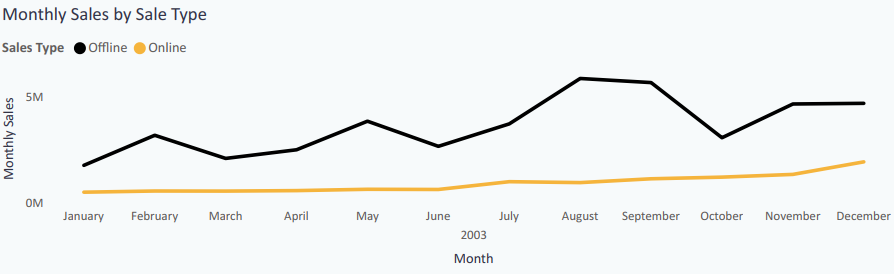 Monthly Sales by Sale Type
Sales Type Offline Online
Monthly Sales
5M
0M
January February March April May June July August September October November December
2003
Month